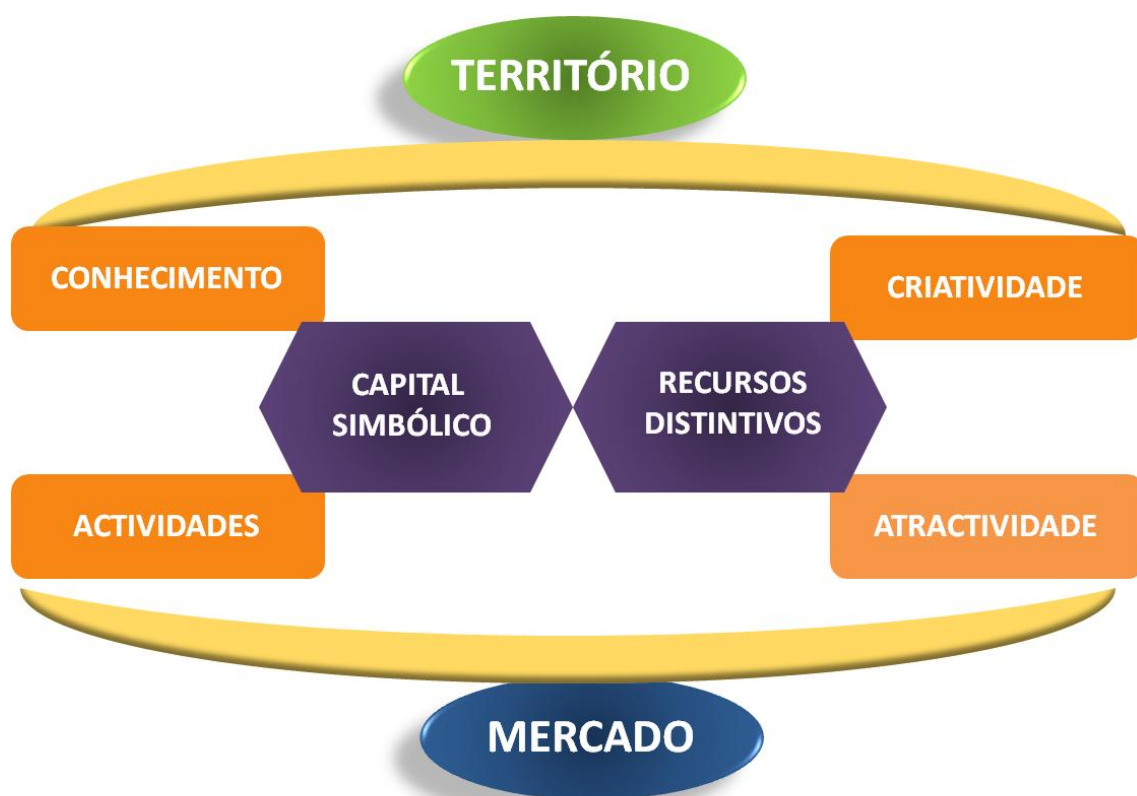 TERRITÓRIO
CONHECIMENTO
CRIATIVIDADE
CAPITAL
SIMBÓLICO
RECURSOS
DISTINTIVOS
ACTIVIDADES
ATRACTIVIDADE
MERCADO